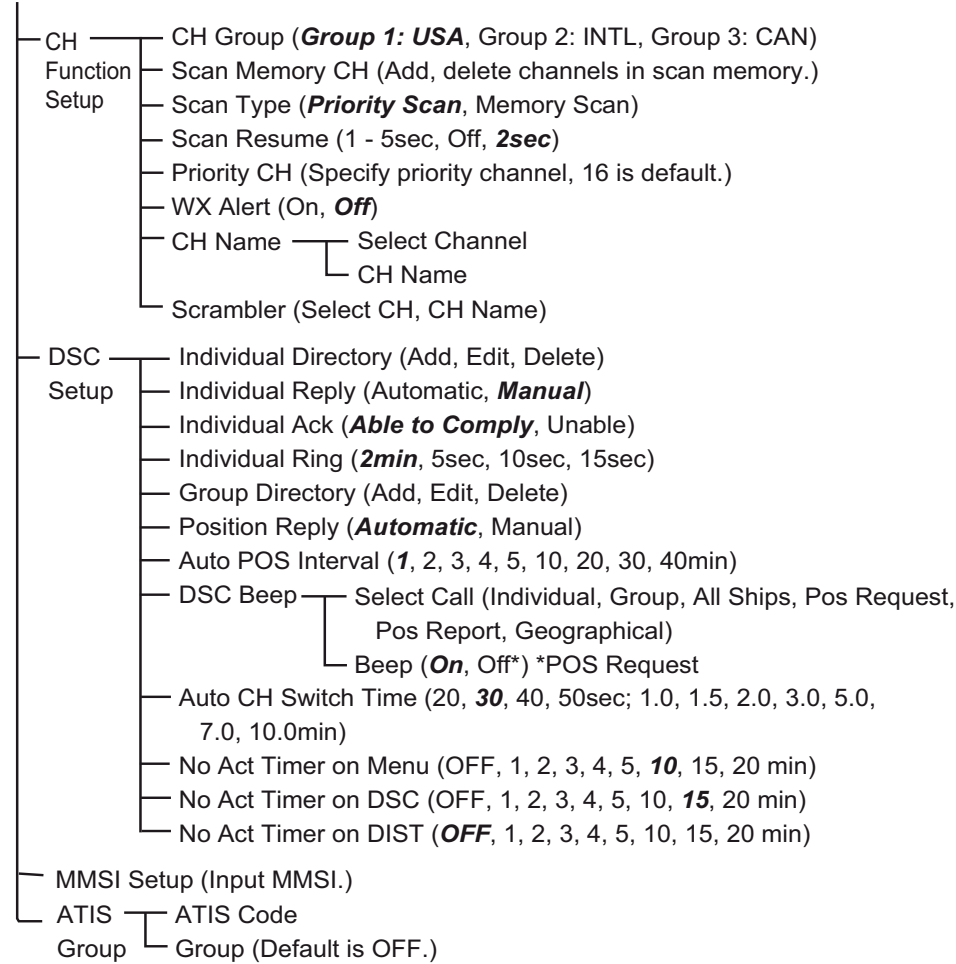 CH
Function
Setup
CH Group (Group 1: USA, Group 2: INTL, Group 3: CAN)
Scan Memory CH (Add, delete channels in scan memory.)
Scan Type (Priority Scan, Memory Scan)
Scan Resume (1 - 5sec, Off, 2sec)
Priority CH (Specify priority channel, 16 is default.)
WX Alert (On, Off)
CH Name
Select Channel
CH Name
Scrambler (Select CH, CH Name)
DSC
Setup
Individual Directory (Add, Edit, Delete)
Individual Reply (Automatic, Manual)
Individual Ack (Able to Comply, Unable)
Individual Ring (2min, 5sec, 10sec, 15sec)
Group Directory (Add, Edit, Delete)
Position Reply (Automatic, Manual)
Auto POS Interval (1, 2, 3, 4, 5, 10, 20, 30, 40min)
DSC Beep
Select Call (Individual, Group, All Ships, Pos Request,
Pos Report, Geographical)
Beep (On, Off*) *POS Request
Auto CH Switch Time (20, 30, 40, 50sec; 1.0, 1.5, 2.0, 3.0, 5.0,
7.0, 10.0min)
No Act Timer on Menu (OFF, 1, 2, 3, 4, 5, 10, 15, 20 min)
No Act Timer on DSC (OFF, 1, 2, 3, 4, 5, 10, 15, 20 min)
No Act Timer on DIST (OFF, 1, 2, 3, 4, 5, 10, 15, 20 min)
MMSI Setup (Input MMSI.)
ATIS
Group
ATIS Code
Group (Default is OFF.)